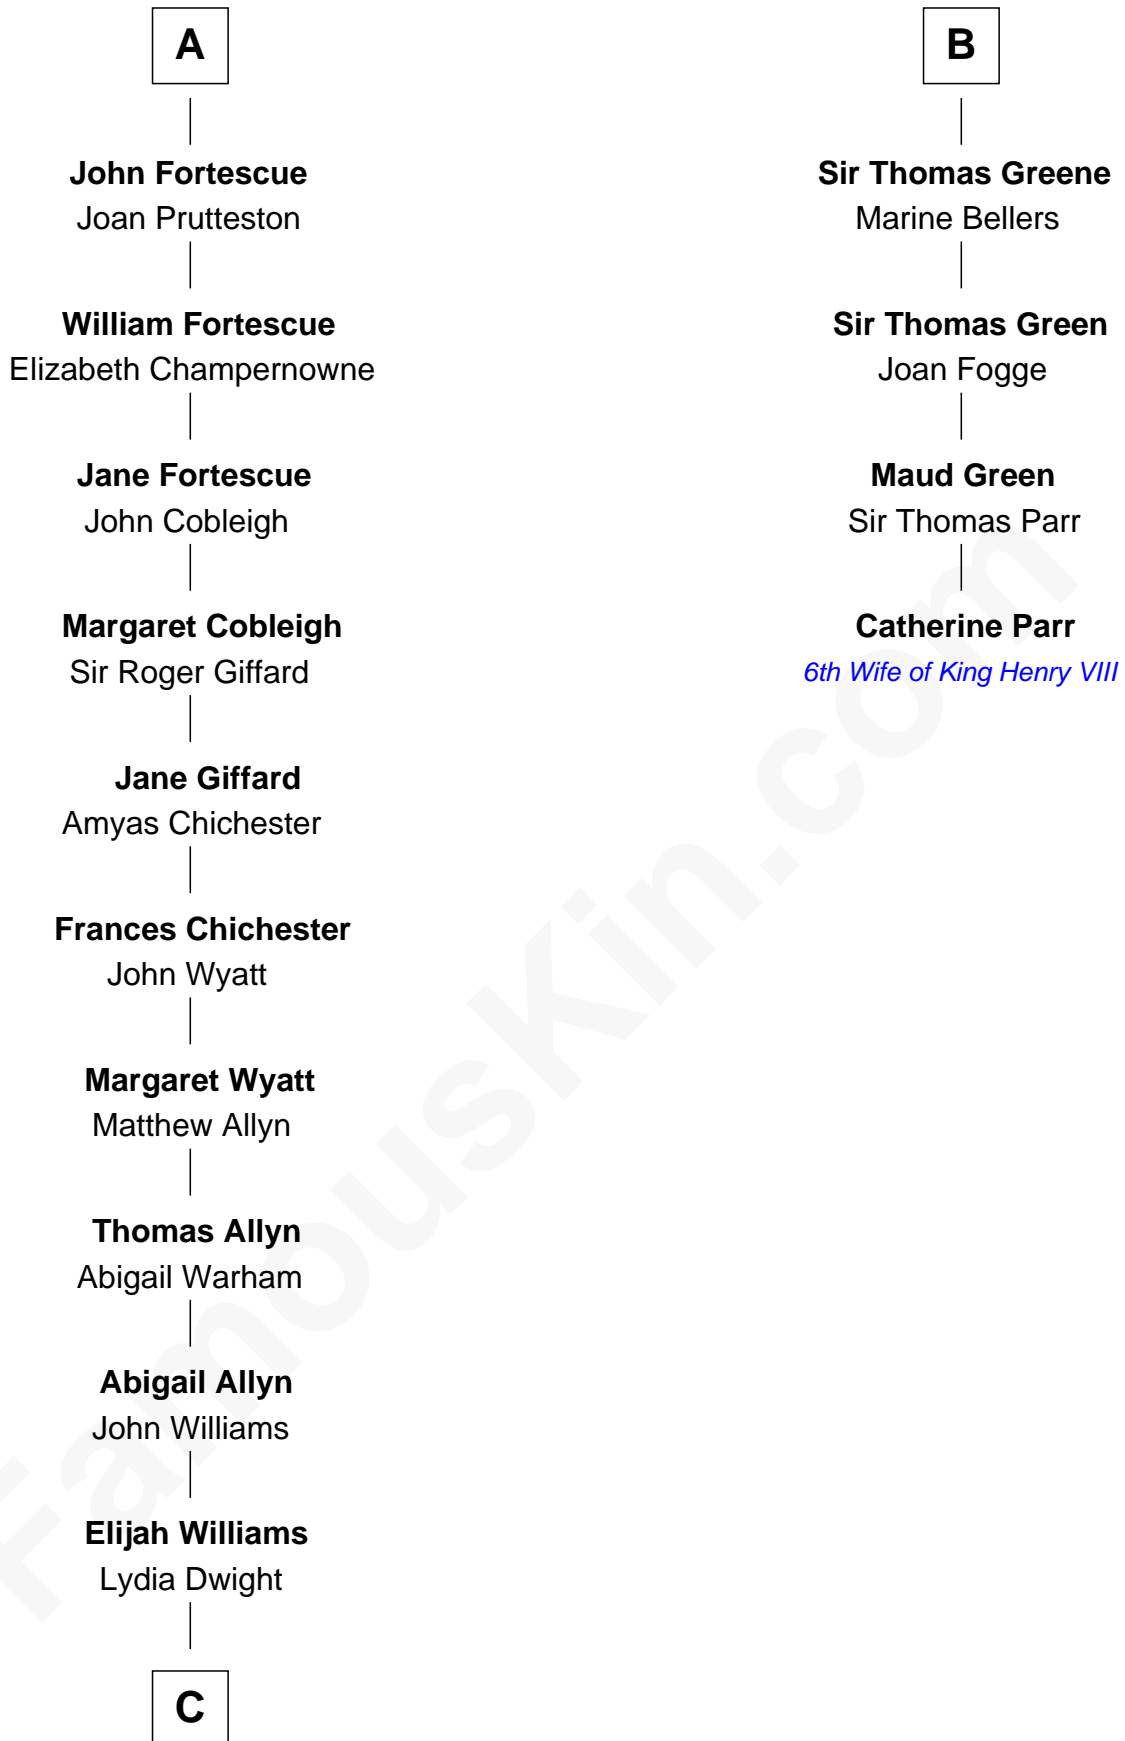 A
John Fortescue
Joan Prutteston
William Fortescue
Elizabeth Champernowne
Jane Fortescue
John Cobleigh
Margaret Cobleigh
Sir Roger Giffard
Jane Giffard
Amyas Chichester
Frances Chichester
John Wyatt
Margaret Wyatt
Matthew Allyn
Thomas Allyn
Abigail Warham
Abigail Allyn
John Williams
Elijah Williams
Lydia Dwight
C
B
Sir Thomas Greene
Marine Bellers
Sir Thomas Green
Joan Fogge
Maud Green
Sir Thomas Parr
Catherine Parr
6th Wife of King Henry VIII
FamousKin.com